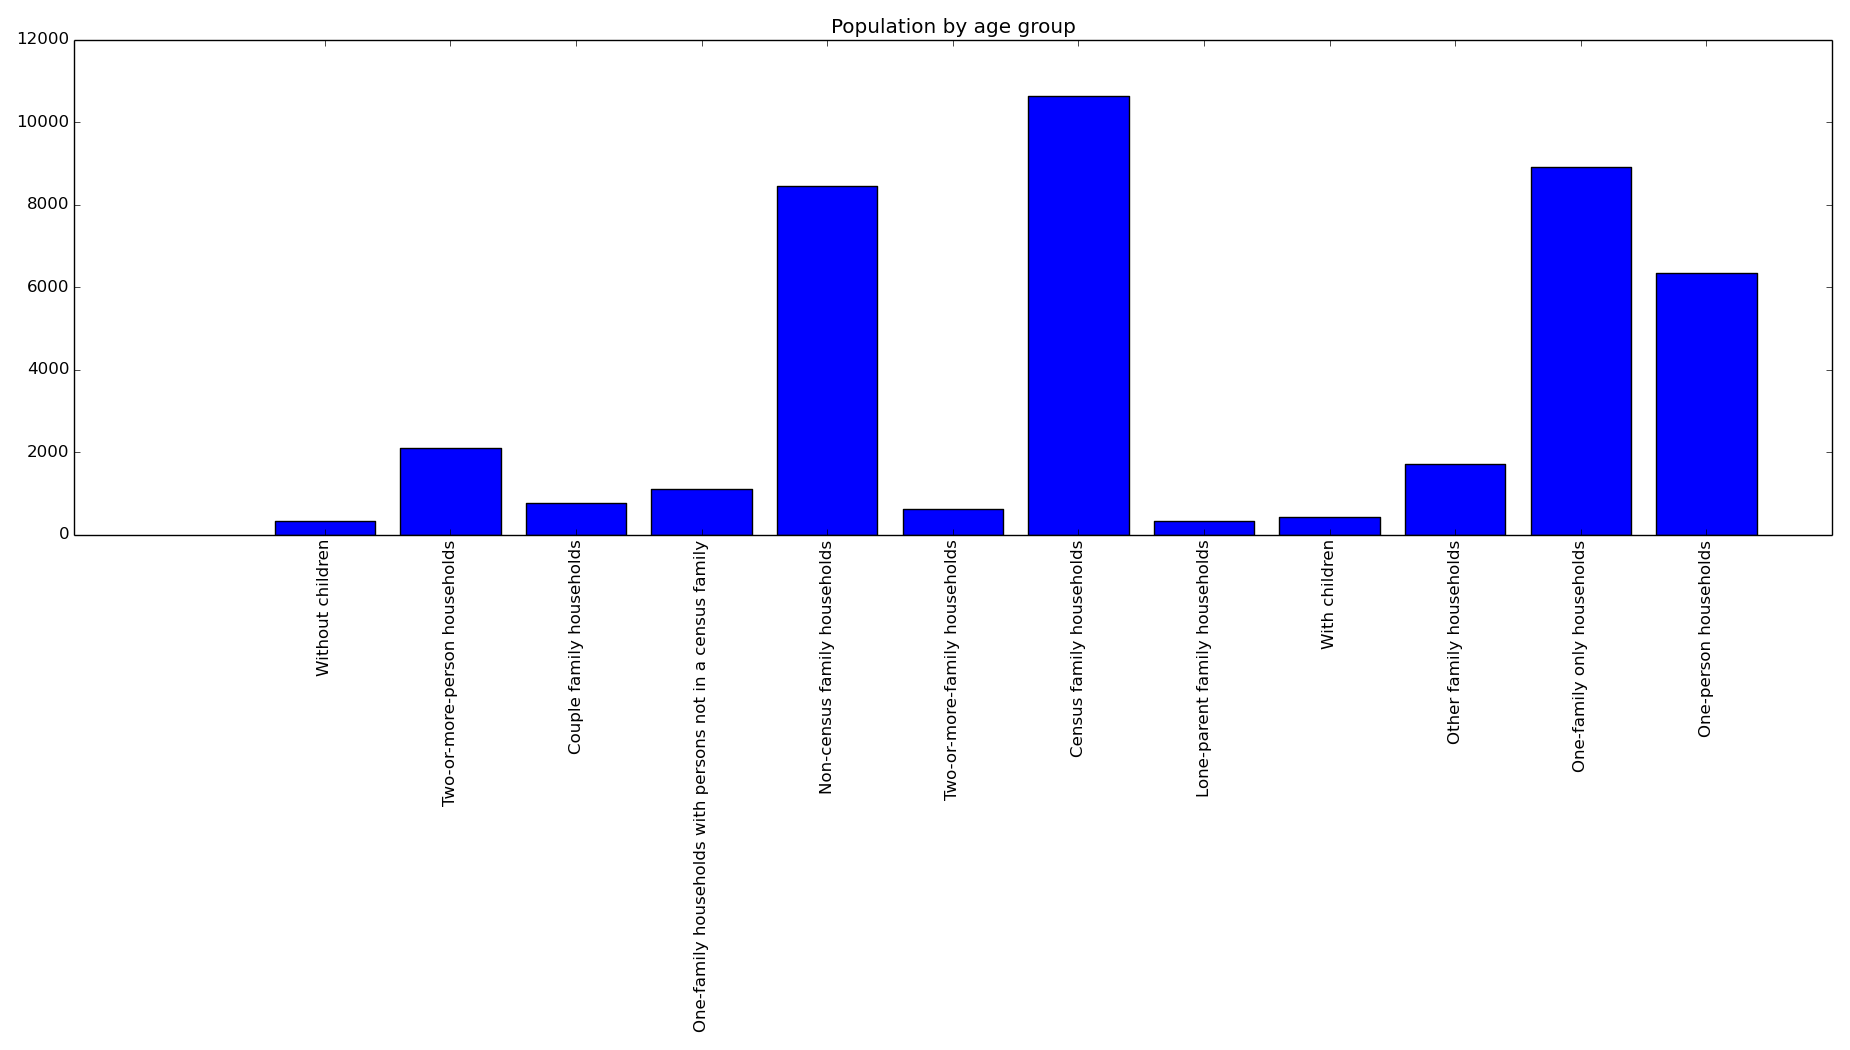 Population by age group
12000
10000
8000
6000
4000
2000
0
Without children
Two-or-more-person households
Couple family households
One-family households with persons not in a census family
Non-census family households
Two-or-more-family households
Census family households
Lone-parent family households
With children
Other family households
One-family only households
One-person households